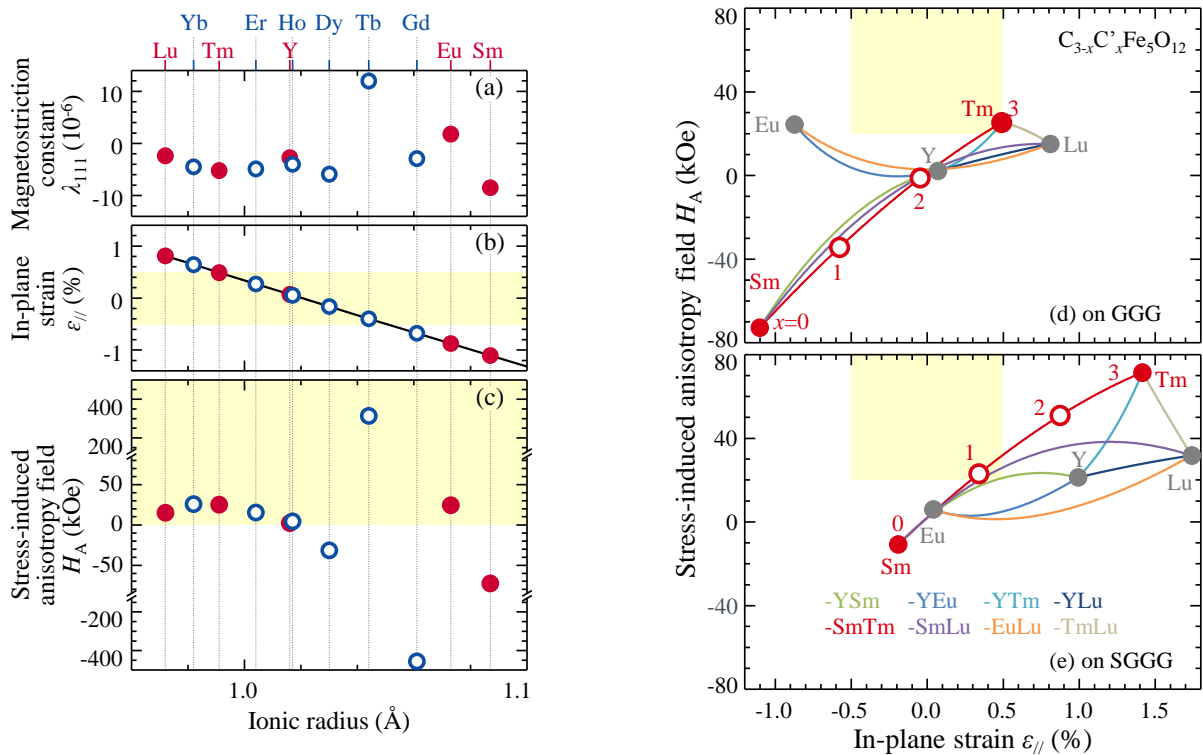 Yb Er Ho Dy Tb Gd
Lu Tm Y Eu Sm
Magnetostriction
constant
λ111 (10-6)
10
0
-10
(a)
In-plane
strain
ε// (%)
1
0
-1
(b)
Stress-induced
anisotropy field
HA (kOe)
400
200
50
0
-50
-200
-400
(c)
1.0 1.1
Ionic radius (Å)
Stress-induced anisotropy field HA (kOe)
80
40
0
-40
-80
C3-xC'xFe5O12
Tm 3
Eu
Y
Lu
2
1
Sm
x=0
(d) on GGG
80
40
0
-40
-80
3 Tm
2
1
Y
Lu
0
Eu
Sm
-YSm -YEu -YTm -YLu
-SmTm -SmLu -EuLu -TmLu
(e) on SGGG
-1.0 -0.5 0.0 0.5 1.0 1.5
In-plane strain ε// (%)